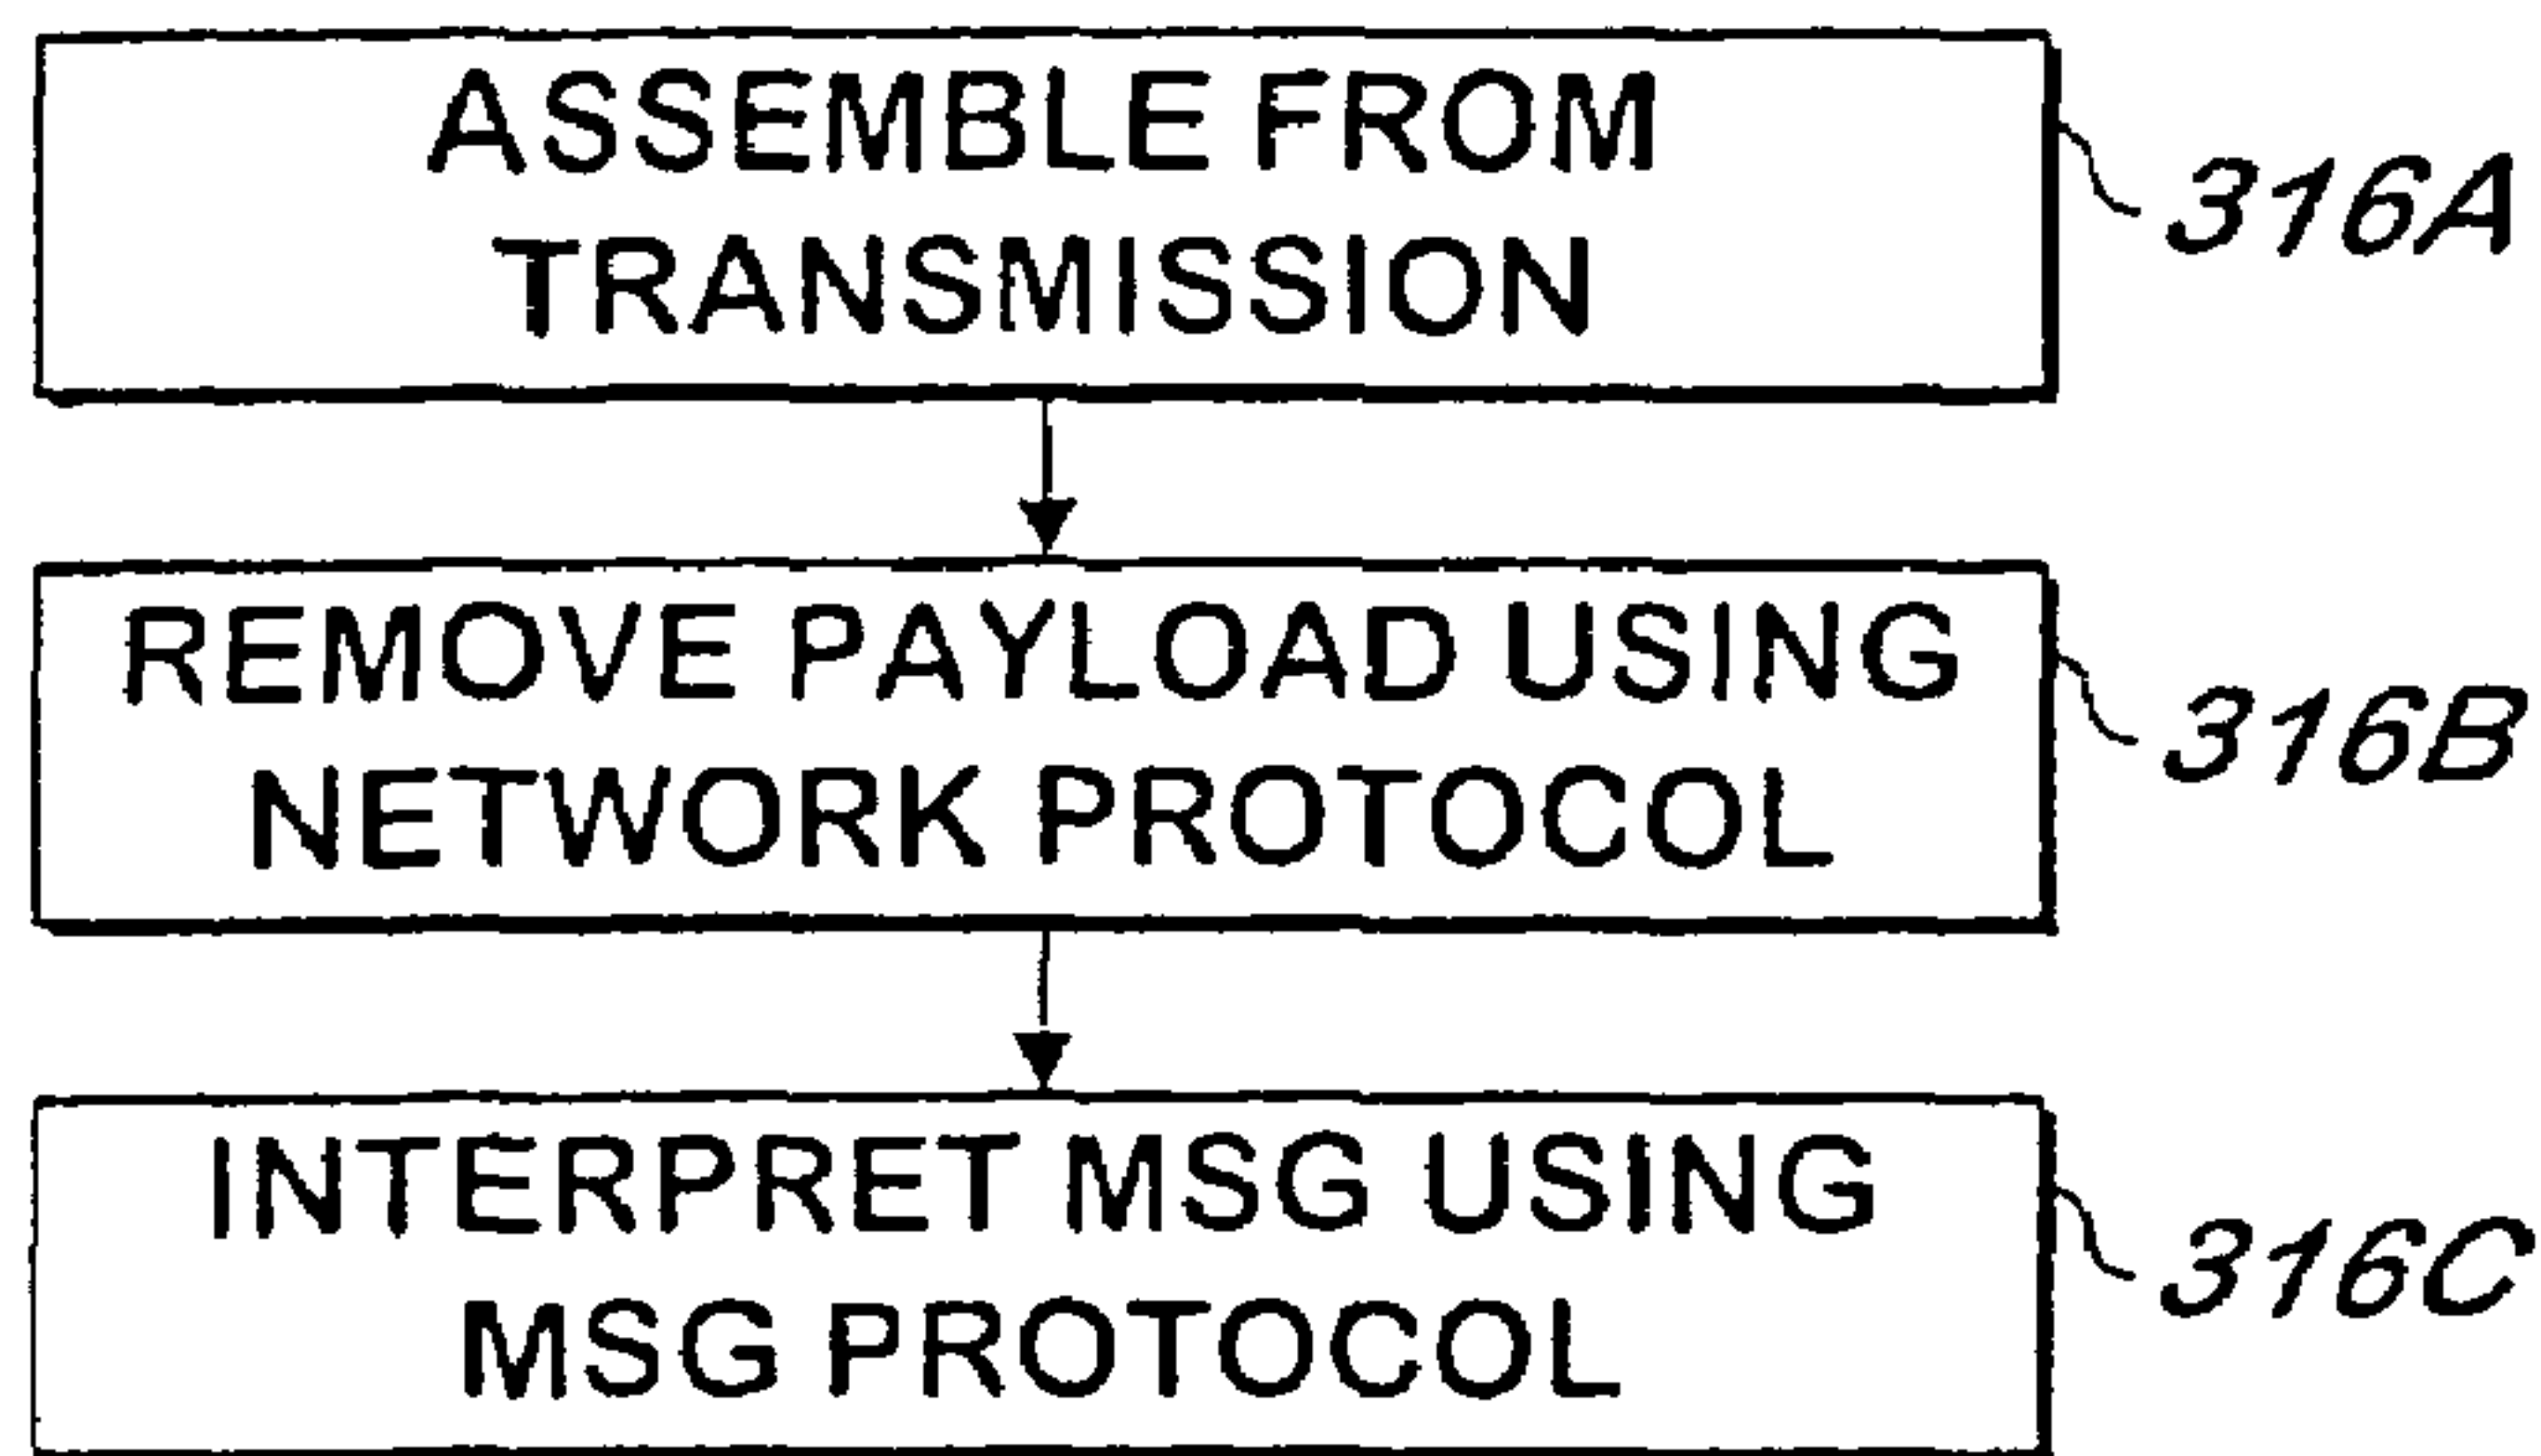 ASSEMBLE FROM
TRANSMISSION
316A
REMOVE PAYLOAD USING
NETWORK PROTOCOL
316B
INTERPRET MSG USING
MSG PROTOCOL
316C